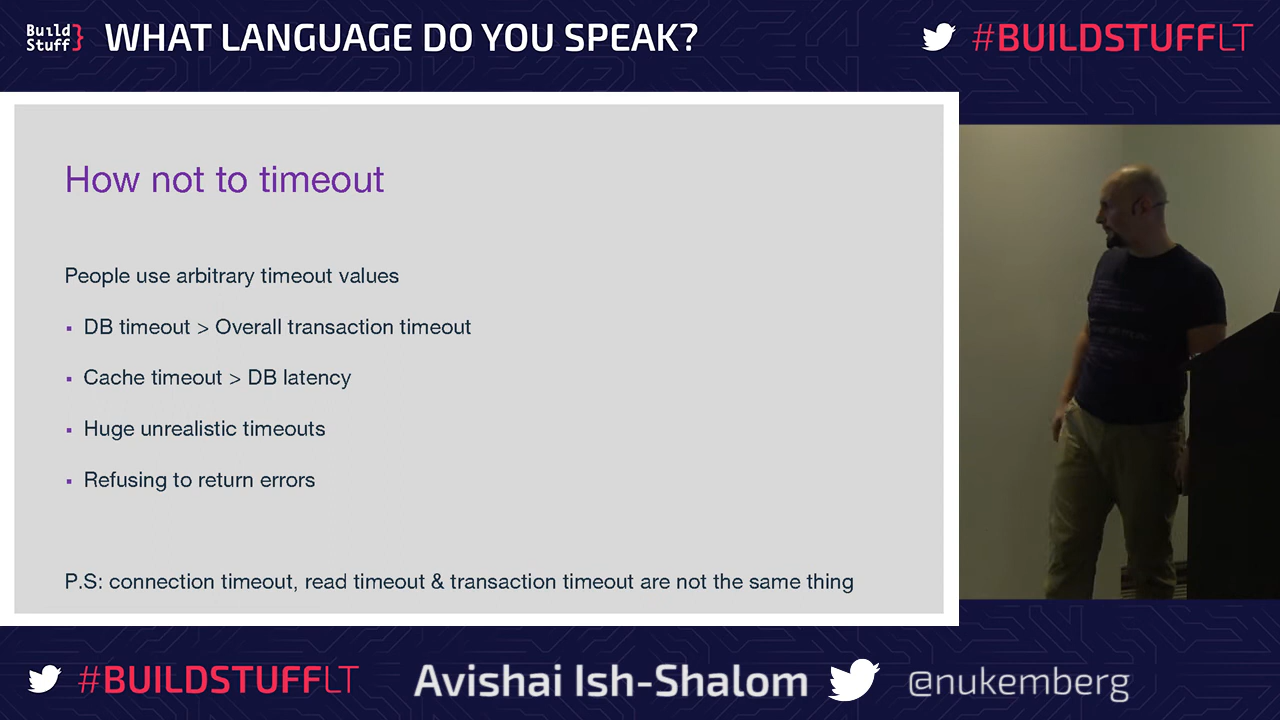 Build
Stuff}
WHAT LANGUAGE DO YOU SPEAK?
#BUILDSTUFFLT
How not to timeout
People use arbitrary timeout values
▪ DB timeout > Overall transaction timeout
▪ Cache timeout > DB latency
▪ Huge unrealistic timeouts
▪ Refusing to return errors
P.S: connection timeout, read timeout & transaction timeout are not the same thing
#BUILDSTUFFLT
Avishai Ish-Shalom
@nukemberg